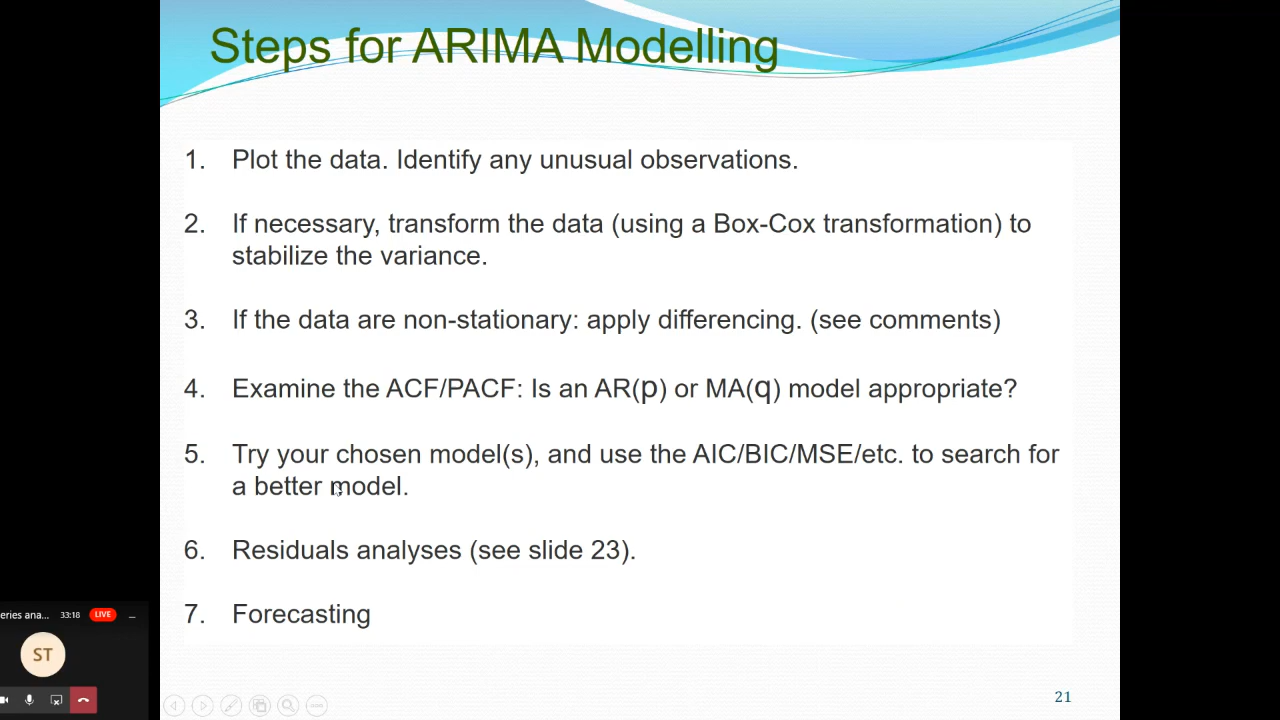 Steps for ARIMA Modelling
1. Plot the data. Identify any unusual observations.
2. If necessary, transform the data (using a Box-Cox transformation) to
stabilize the variance.
3. If the data are non-stationary: apply differencing. (see comments)
4. Examine the ACF/PACF: Is an AR(p) or MA(q) model appropriate?
5. Try your chosen model(s), and use the AIC/BIC/MSE/etc. to search for
a better model.
6. Residuals analyses (see slide 23).
7. Forecasting
eries ana... 33:18 LIVE
ST
21